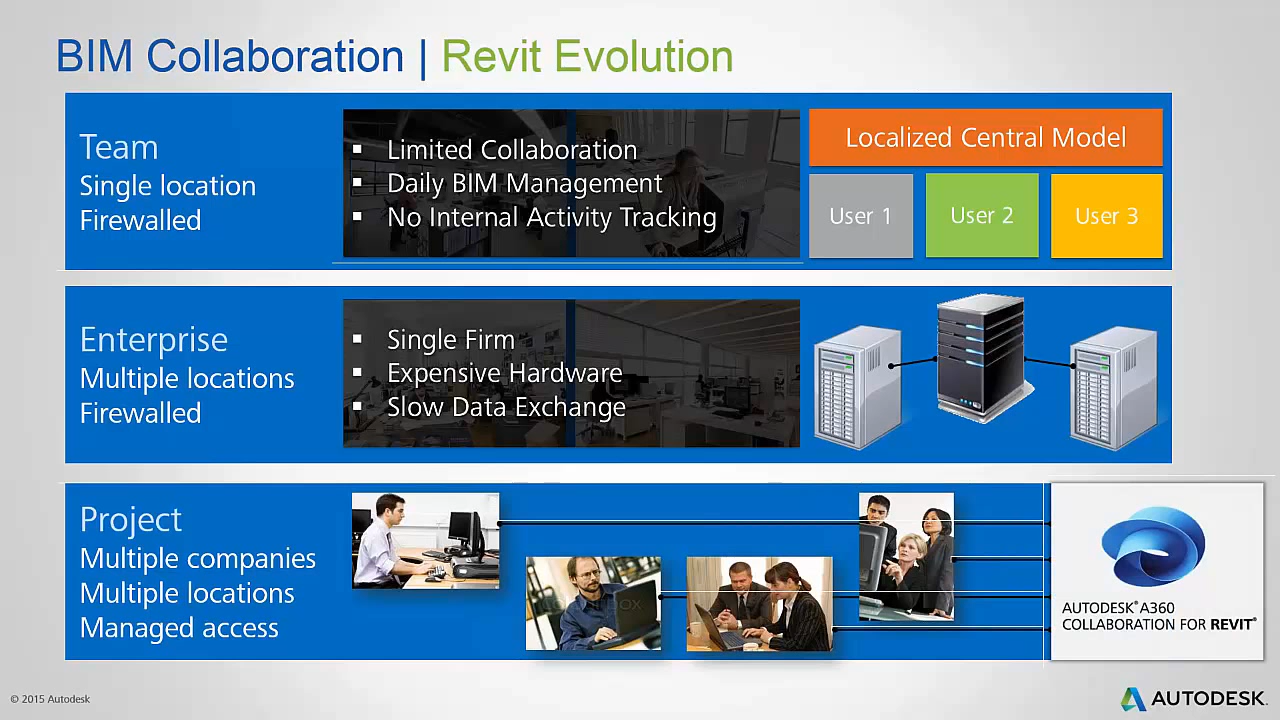 BIM Collaboration | Revit Evolution
Team
Single location
Firewalled
▪ Limited Collaboration
▪ Daily BIM Management
▪ No Internal Activity Tracking
Localized Central Model
User 1
User 2
User 3
Enterprise
Multiple locations
Firewalled
▪ Single Firm
▪ Expensive Hardware
▪ Slow Data Exchange
Project
Multiple companies
Multiple locations
Managed access
AUTODESK® A360
COLLABORATION FOR REVIT®
© 2015 Autodesk
AUTODESK.